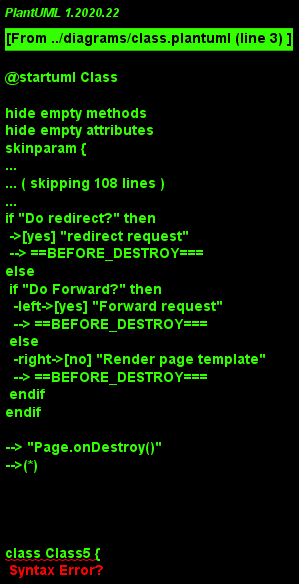 PlantUML 1.2020.22
[From ../diagrams/class.plantuml (line 3) ]
@startuml Class
hide empty methods
hide empty attributes
skinparam {
...
... ( skipping 108 lines )
...
if "Do redirect?" then
->[yes] "redirect request"
--> ==BEFORE_DESTROY===
else
if "Do Forward?" then
-left->[yes] "Forward request"
--> ==BEFORE_DESTROY===
else
-right->[no] "Render page template"
--> ==BEFORE_DESTROY===
endif
endif
--> "Page.onDestroy()"
-->(*)
class Class5 {
Syntax Error?